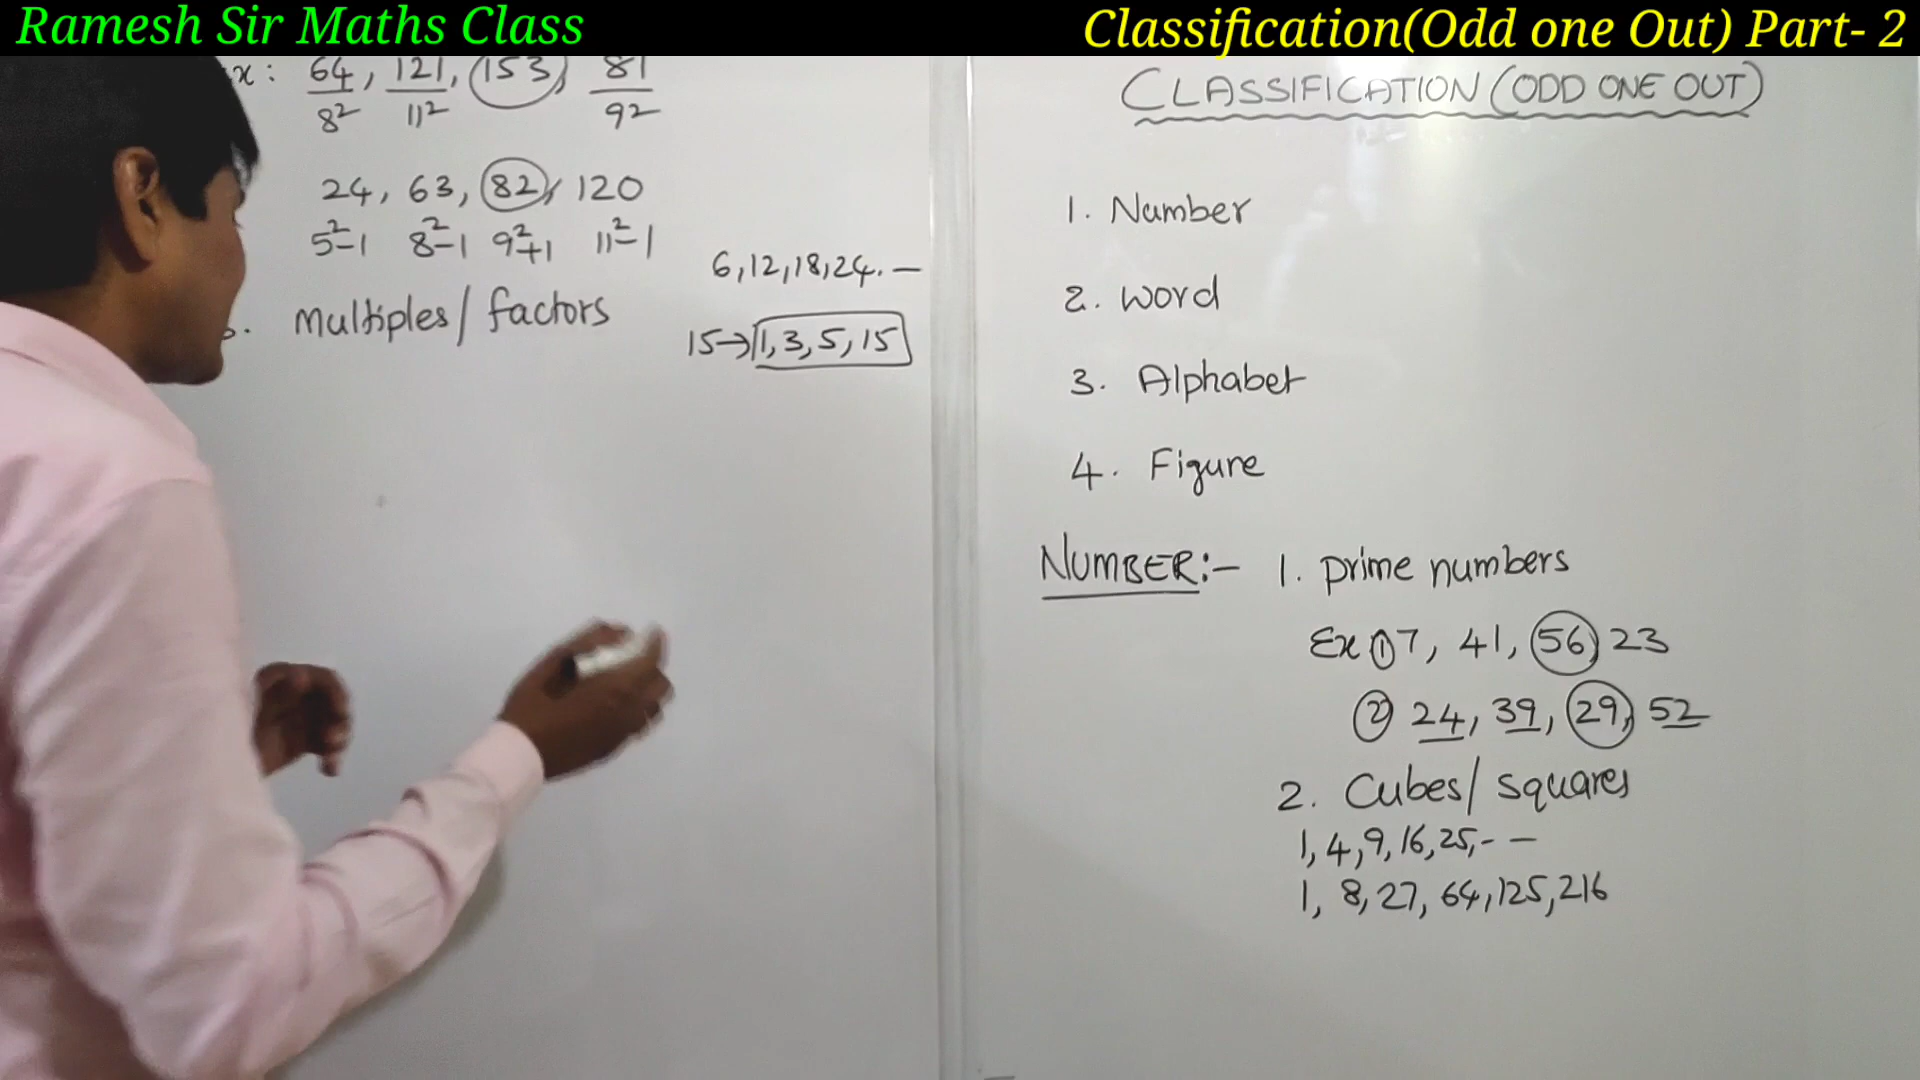 Ramesh Sir Maths Class
Classification(Odd one Out) Part- 2
x: 64, 121, 153, 81
8² 11² 9²
24, 63, 82, 120
5²-1 8²-1 9²+1 11²-1
multiples/ factors
6,12,18,24. —
15→1,3,5,15
CLASSIFICATION (ODD ONE OUT)
1. Number
2. Word
3. Alphabet
4. Figure
NUMBER:- 1. prime numbers
Ex ① 7, 41, 56, 23
② 24, 39, 29, 52
2. Cubes/ squares
1,4,9,16,25,- —
1, 8,27, 64,125,216